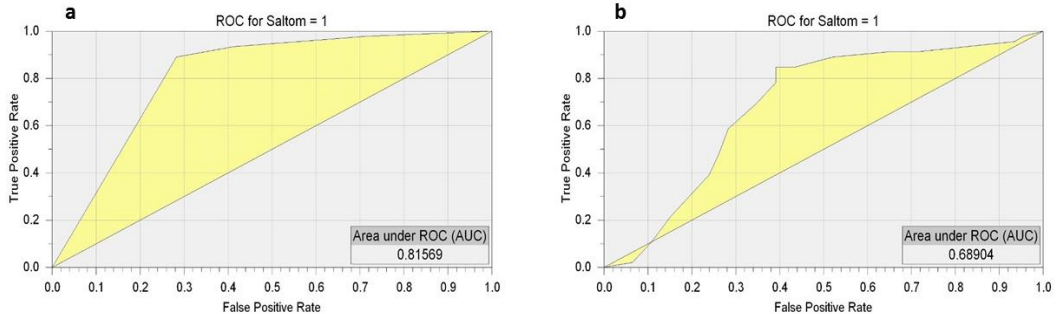 a
ROC for Saltom = 1
True Positive Rate
1.0
0.8
0.6
0.4
0.2
0.0
0.0 0.1 0.2 0.3 0.4 0.5 0.6 0.7 0.8 0.9 1.0
False Positive Rate
Area under ROC (AUC)
0.81569
b
ROC for Saltom = 1
True Positive Rate
1.0
0.8
0.6
0.4
0.2
0.0
0.0 0.1 0.2 0.3 0.4 0.5 0.6 0.7 0.8 0.9 1.0
False Positive Rate
Area under ROC (AUC)
0.68904